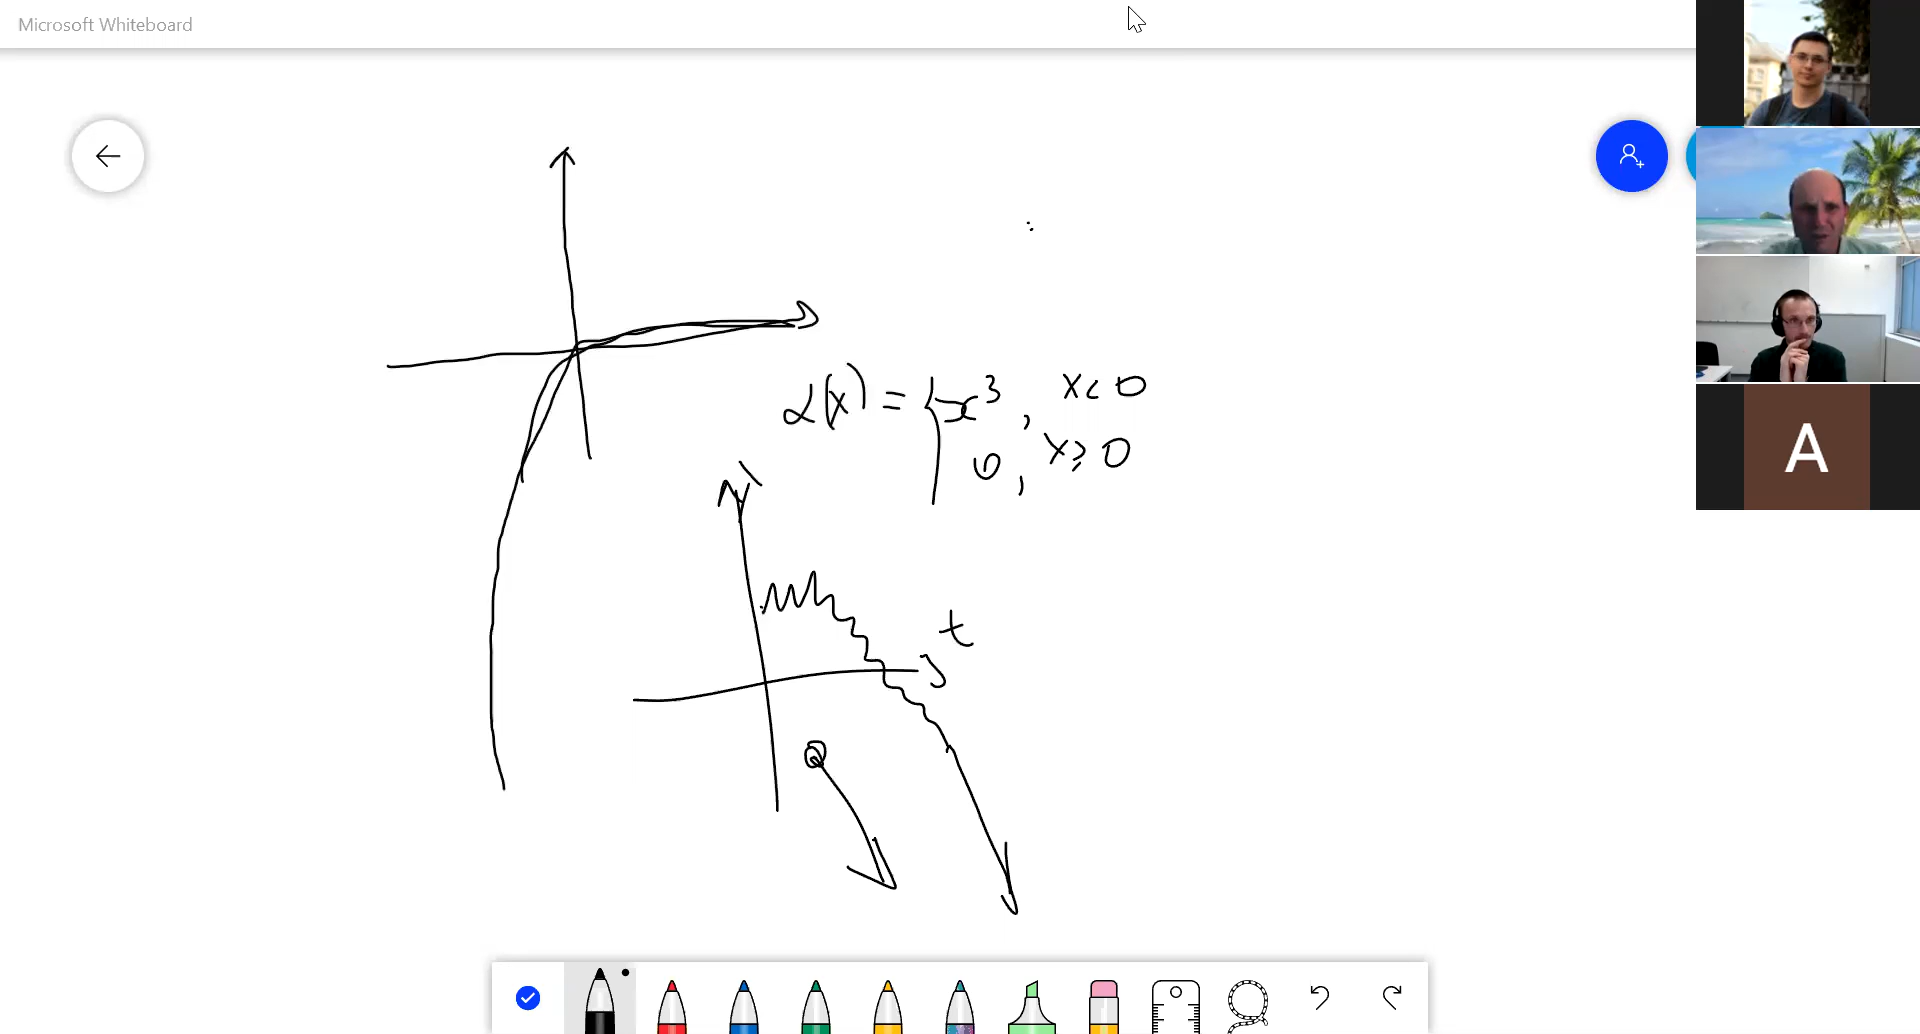 Microsoft Whiteboard
α(x) = { x³, x < 0
0, x ≥ 0
t
A